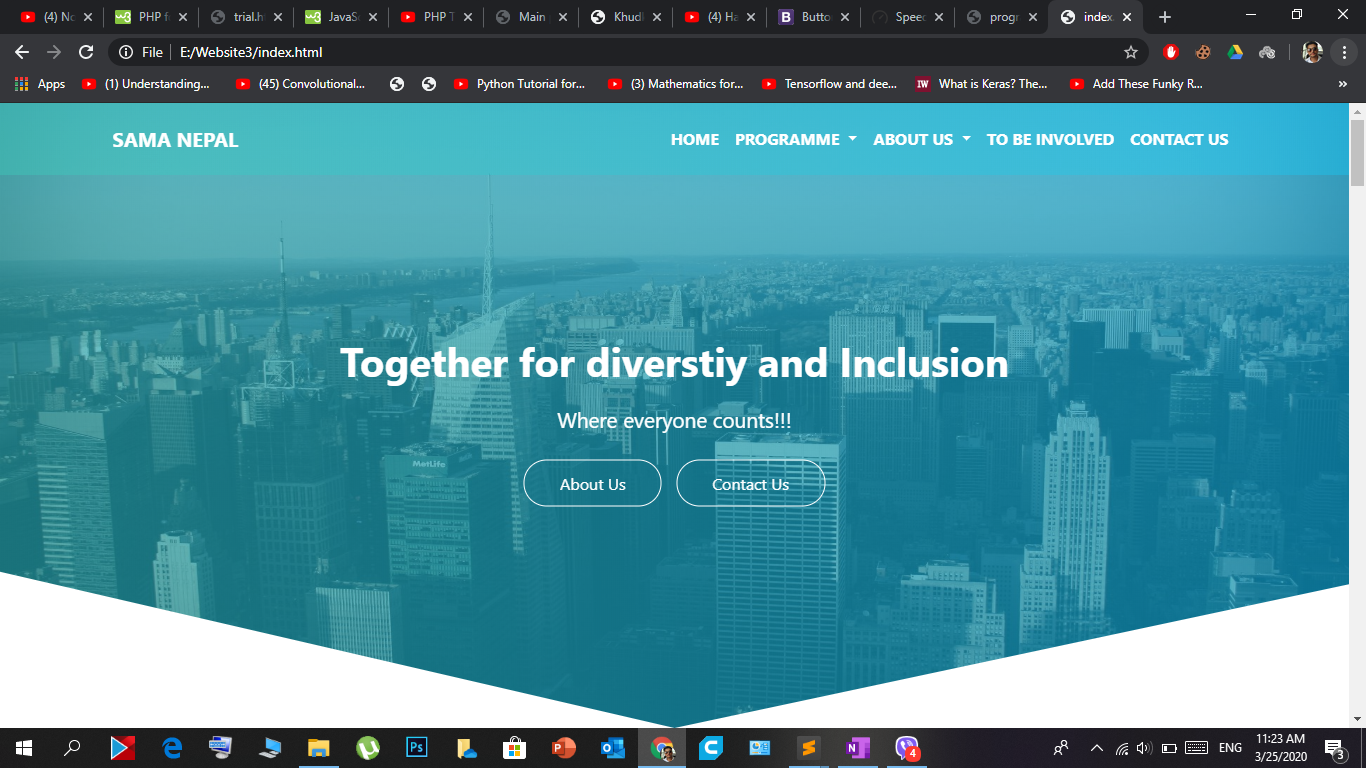 (4) Nc
PHP f
trial.h
JavaS
PHP T
Main
Khud
(4) Ha
Butto
Speec
progr
index
File
E:/Website3/index.html
Apps
(1) Understanding...
(45) Convolutional...
Python Tutorial for...
(3) Mathematics for...
Tensorflow and dee...
IW
What is Keras? The...
Add These Funky R...
»
SAMA NEPAL
HOME PROGRAMME ABOUT US TO BE INVOLVED CONTACT US
Together for diverstiy and Inclusion
Where everyone counts!!!
About Us
Contact Us
MetLife
ENG
11:23 AM
3/25/2020
4
3